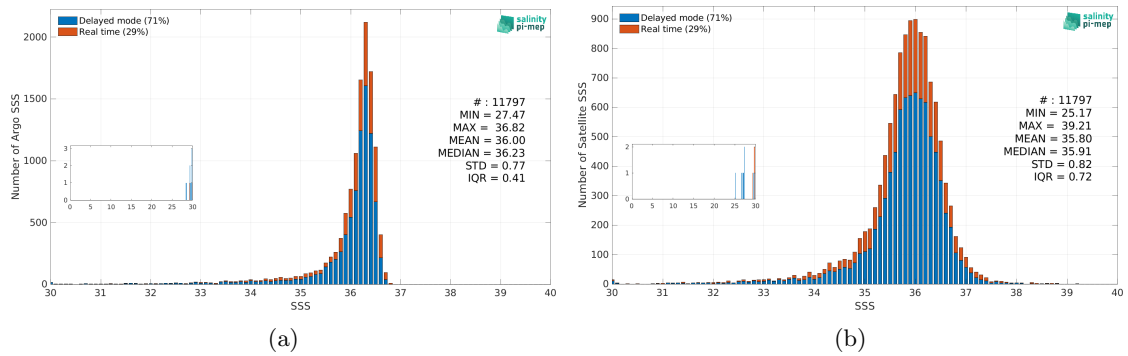 Delayed mode (71%)
Real time (29%)
salinity
pi-mep
Number of Argo SSS
2000
1500
1000
500
0
# : 11797
MIN = 27.47
MAX = 36.82
MEAN = 36.00
MEDIAN = 36.23
STD = 0.77
IQR = 0.41
3
2
1
0
0 5 10 15 20 25 30
30 31 32 33 34 35 36 37 38 39 40
SSS
(a)
Delayed mode (71%)
Real time (29%)
salinity
pi-mep
Number of Satellite SSS
900
800
700
600
500
400
300
200
100
0
# : 11797
MIN = 25.17
MAX = 39.21
MEAN = 35.80
MEDIAN = 35.91
STD = 0.82
IQR = 0.72
2
1
0
0 5 10 15 20 25 30
30 31 32 33 34 35 36 37 38 39 40
SSS
(b)